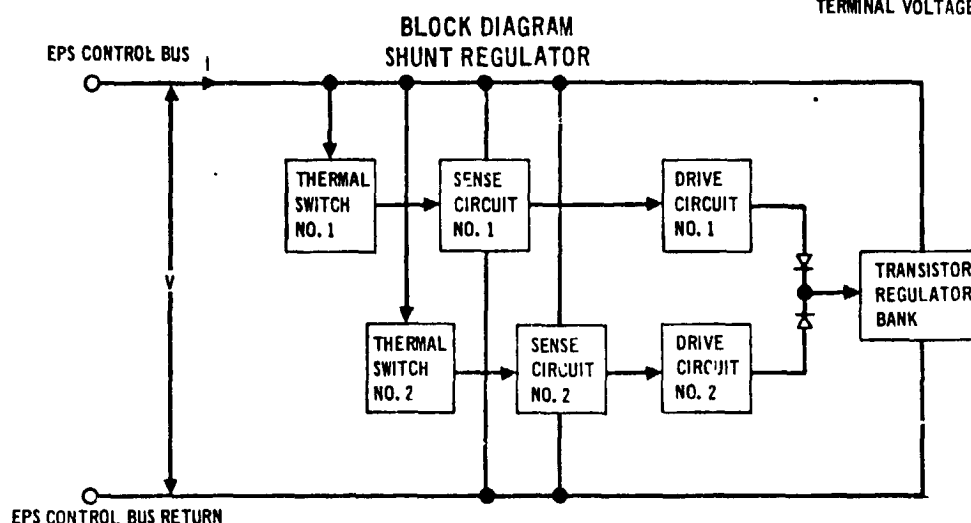 TERMINAL VOLTAGE
BLOCK DIAGRAM
SHUNT REGULATOR
EPS CONTROL BUS
I
THERMAL
SWITCH
NO. 1
SENSE
CIRCUIT
NO. 1
DRIVE
CIRCUIT
NO. 1
V
TRANSISTOR
REGULATOR
BANK
THERMAL
SWITCH
NO. 2
SENSE
CIRCUIT
NO. 2
DRIVE
CIRCUIT
NO. 2
EPS CONTROL BUS RETURN